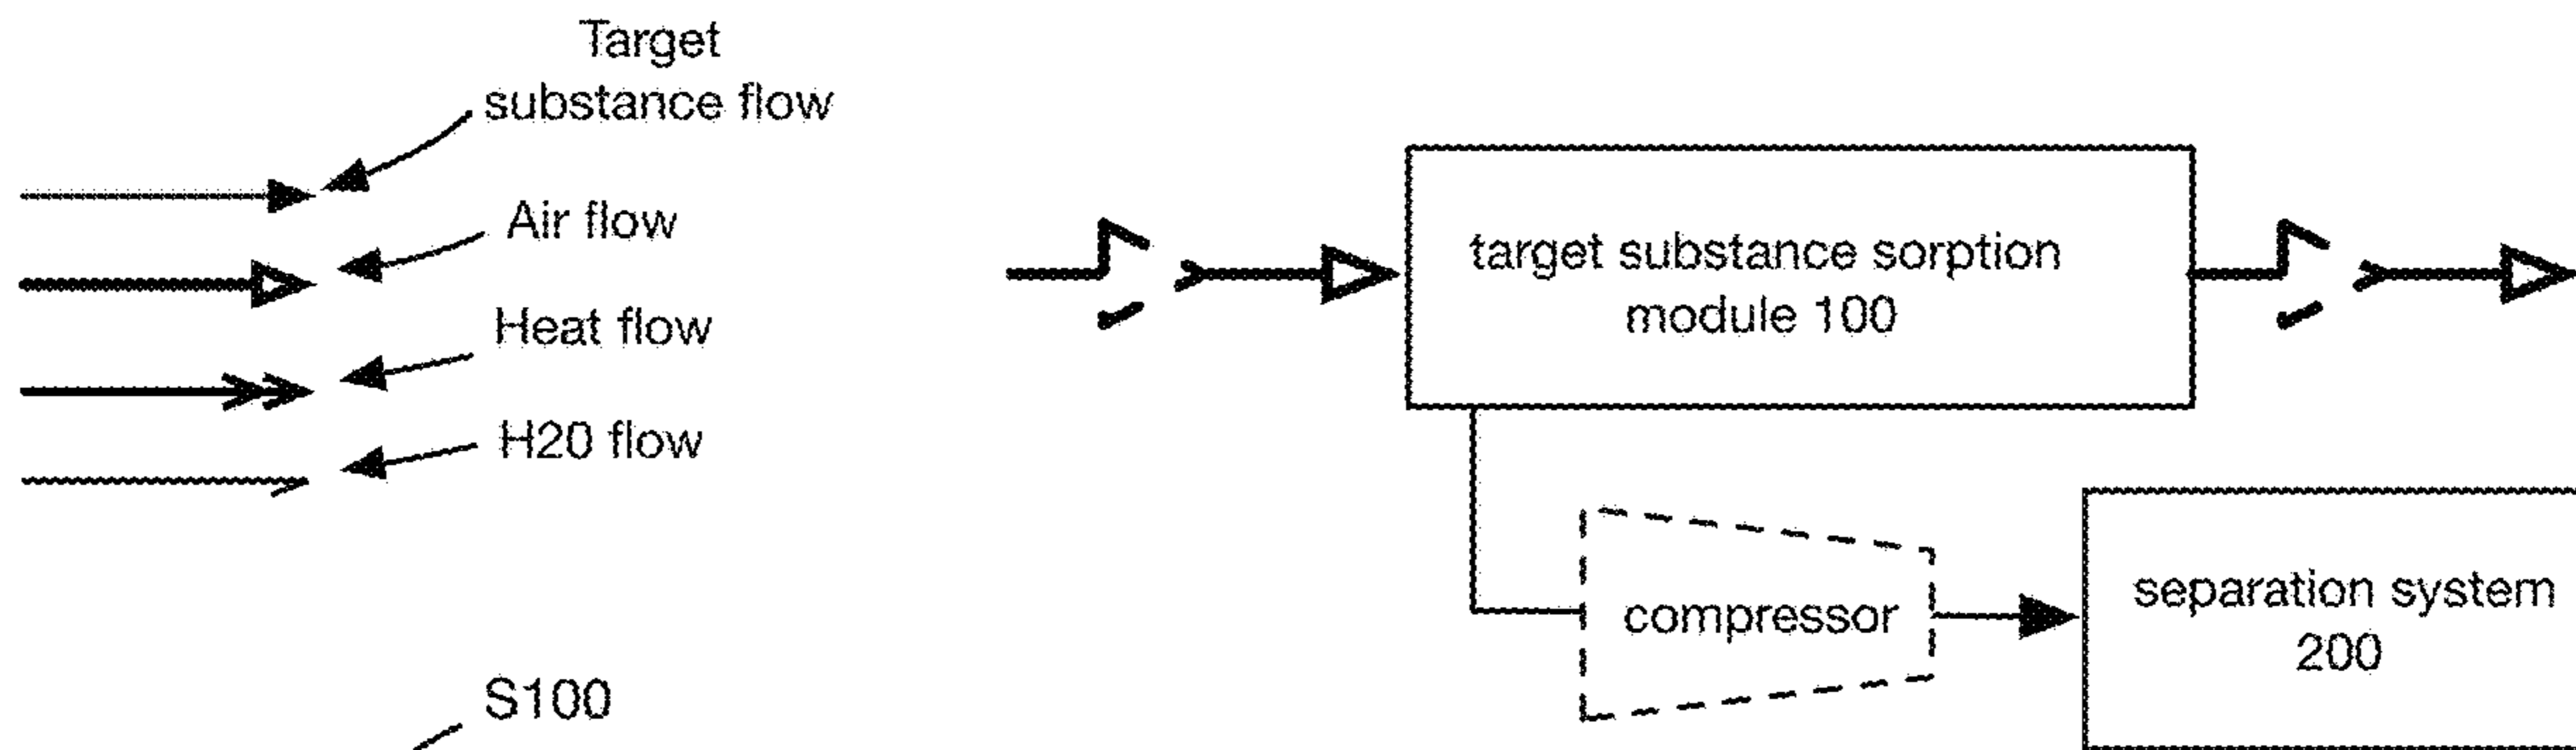 Target
substance flow
Air flow
Heat flow
H20 flow
S100
target substance sorption
module 100
compressor
separation system
200